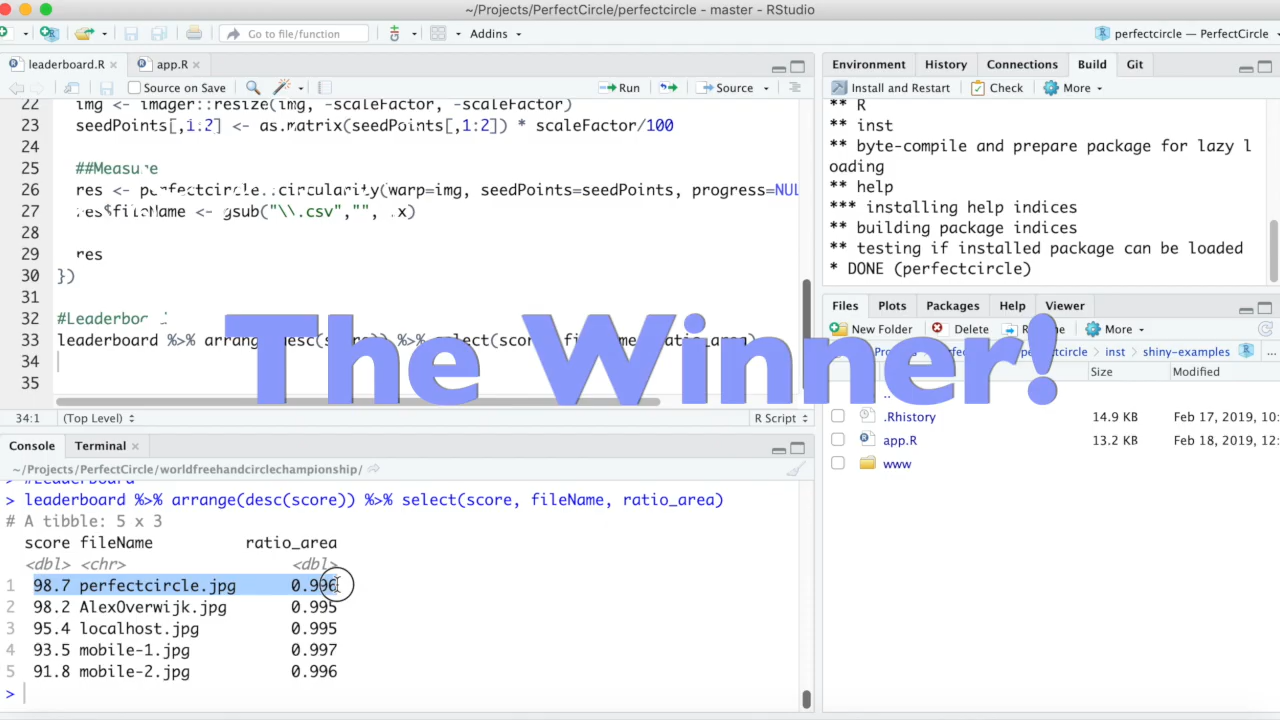 ~/Projects/PerfectCircle/perfectcircle - master - RStudio
Go to file/function
Addins
perfectcircle — PerfectCircle
leaderboard.R
app.R
Source on Save
Run
Source
22 img <- imager::resize(img, -scaleFactor, -scaleFactor)
23 seedPoints[,1:2] <- as.matrix(seedPoints[,1:2]) * scaleFactor/100
24
25 ##Measure
26 res <- perfectcircle::circularity(warp=img, seedPoints=seedPoints, progress=NUL
27 res$fileName <- gsub("\\.csv","", .x)
28
29 res
30 })
31
32 #Leaderbo
33 leaderboard %>% arrange(desc(score)) %>% select(score, fileName, ratio_area)
34
35
The Winner!
34:1
(Top Level)
R Script
Console
Terminal
~/Projects/PerfectCircle/worldfreehandcirclechampionship/
> #Leaderboard
> leaderboard %>% arrange(desc(score)) %>% select(score, fileName, ratio_area)
# A tibble: 5 x 3
score fileName ratio_area
<dbl> <chr> <dbl>
1 98.7 perfectcircle.jpg 0.996
2 98.2 AlexOverwijk.jpg 0.995
3 95.4 localhost.jpg 0.995
4 93.5 mobile-1.jpg 0.997
5 91.8 mobile-2.jpg 0.996
>
Environment
History
Connections
Build
Git
Install and Restart
Check
More
** R
** inst
** byte-compile and prepare package for lazy l
oading
** help
*** installing help indices
** building package indices
** testing if installed package can be loaded
* DONE (perfectcircle)
Files
Plots
Packages
Help
Viewer
New Folder
Delete
More
inst
shiny-examples
...
Size
Modified
..
.Rhistory 14.9 KB Feb 17, 2019, 10:
app.R 13.2 KB Feb 18, 2019, 12:
www